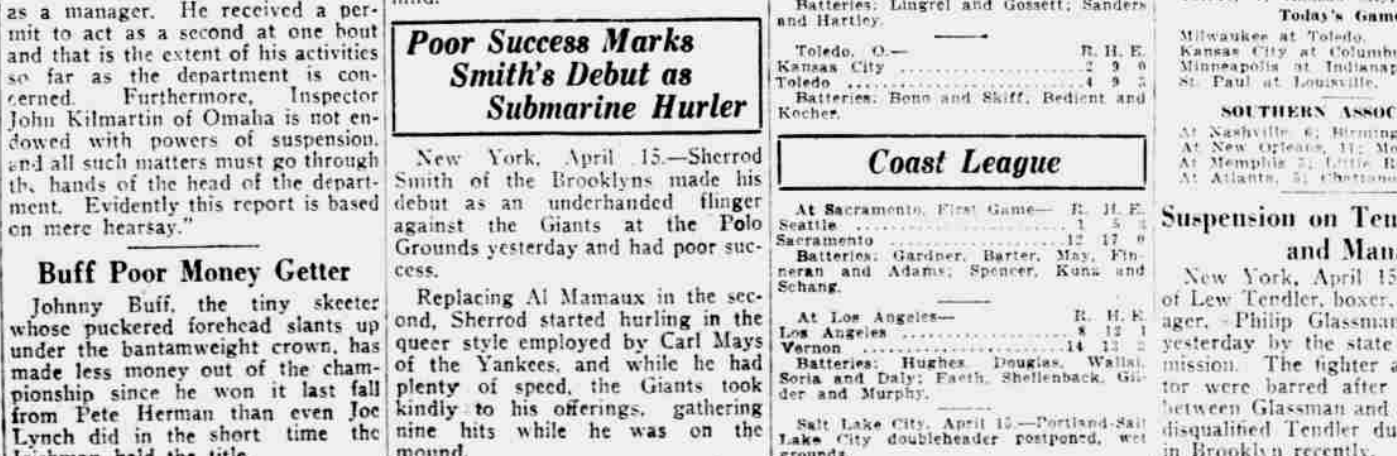 as a manager. He received a per-
mit to act as a second at one bout
and that is the extent of his activities
so far as the department is con-
cerned. Furthermore, Inspector
John Kilmartin of Omaha is not en-
dowed with powers of suspension,
and all such matters must go through
the hands of the head of the depart-
ment. Evidently this report is based
on mere hearsay."
Buff Poor Money Getter
Johnny Buff, the tiny skeeter
whose puckered forehead slants up
under the bantamweight crown, has
made less money out of the cham-
pionship since he won it last fall
from Pete Herman than even Joe
Lynch did in the short time the
held the title.
Poor Success Marks
Smith's Debut as
Submarine Hurler
New York, April 15.—Sherrod
Smith of the Brooklyns made his
debut as an underhanded flinger
against the Giants at the Polo
Grounds yesterday and had poor suc-
cess.
Replacing Al Mamaux in the sec-
ond, Sherrod started hurling in the
queer style employed by Carl Mays
of the Yankees, and while he had
plenty of speed, the Giants took
kindly to his offerings, gathering
nine hits while he was on the
mound.
Batteries: Lingrel and Gossett; Sanders
and Hartley.
Toledo, O.— R. H. E.
Kansas City 2 9 0
Toledo 4 9 3
Batteries: Bono and Skiff, Bedient and
Kocher.
Coast League
At Sacramento, First Game— R. H. E.
Seattle 1 5
Sacramento 12 17 0
Batteries: Gardner, Barter, May, Fin-
neran and Adams; Spencer, Kunz and
Schang.
At Los Angeles— R. H. E.
Los Angeles 8 12 1
Vernon 14 13
Batteries: Hughes, Douglas, Wallai,
Soria and Daly; Faeth, Shellenback, Gil-
der and Murphy.
Salt Lake City, April 15.—Portland-Salt
Lake City doubleheader postponed, wet
grounds.
Today's Game
Milwaukee at Toledo.
Kansas City at Columb
Minneapolis at Indianap
St. Paul at Louisville.
SOUTHERN ASSOC
At Nashville, 6; Birming
At New Orleans, 11; Mo
At Memphis Little R
At Atlanta, 5; Chattano
Suspension on Ten
and Man
New York, April 15
of Lew Tendler, boxer
ager, Philip Glassman
yesterday by the state
mission. The fighter a
tor were barred after
between Glassman and
disqualified Tendler du
in Brooklyn recently.